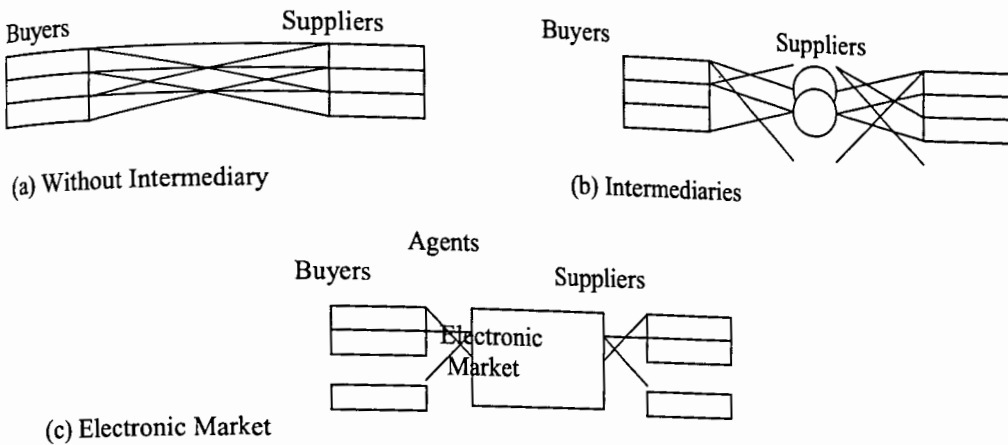 Buyers
Suppliers
(a) Without Intermediary
Buyers
Suppliers
(b) Intermediaries
Agents
Buyers
Suppliers
Electronic
Market
(c) Electronic Market